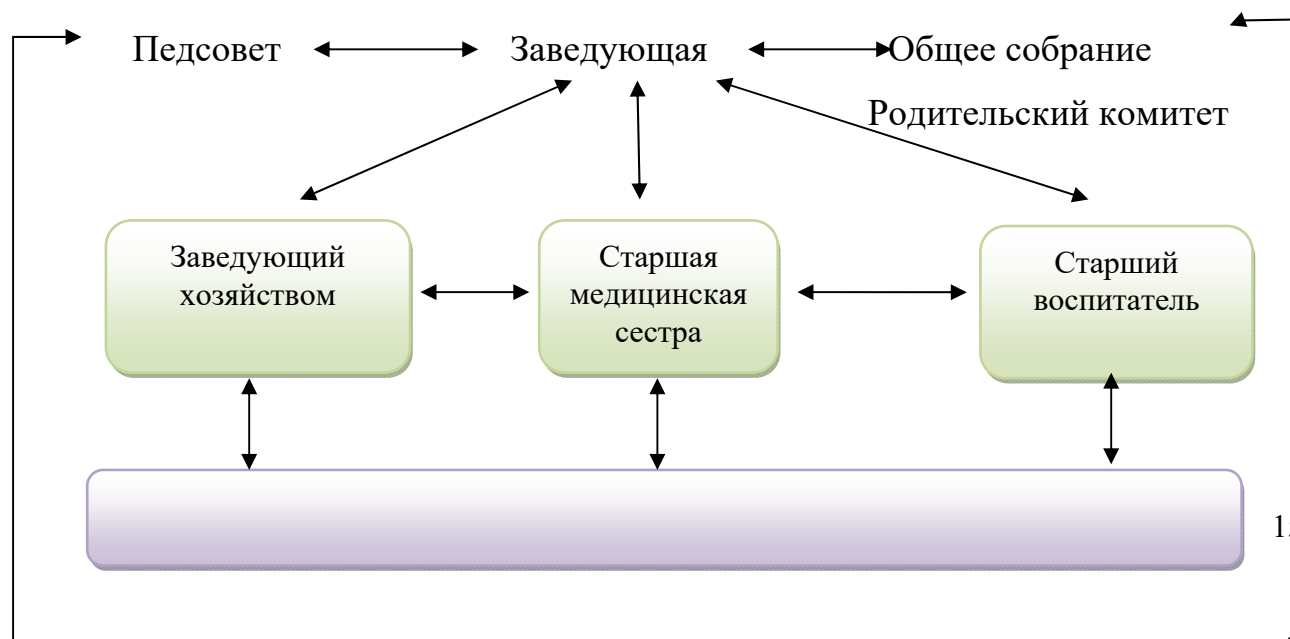 Педсовет Заведующая Общее собрание
Родительский комитет
Заведующий
хозяйством
Старшая
медицинская
сестра
Старший
воспитатель